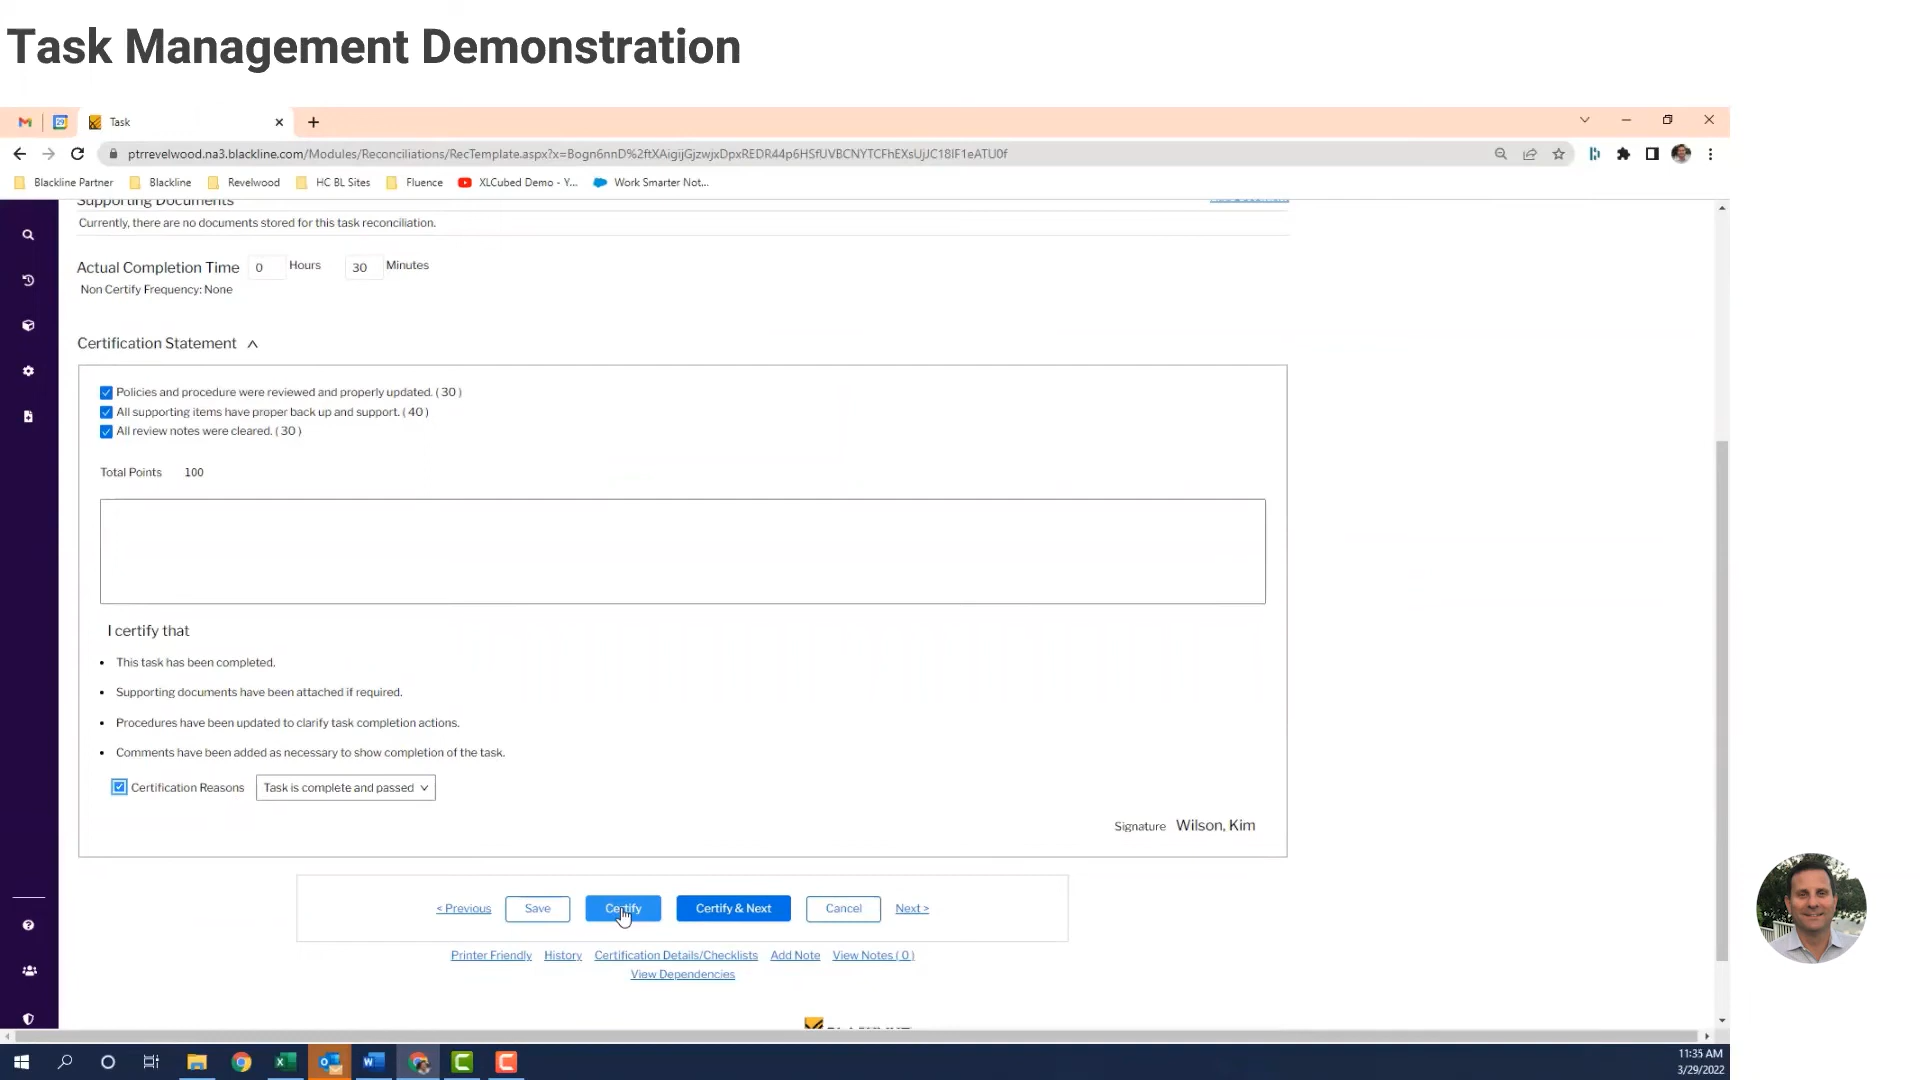 Task Management Demonstration
Task
ptrrevelwood.na3.blackline.com/Modules/Reconciliations/RecTemplate.aspx?x=Bogn6nnD%2ftXAigijGjzwjxDpxREDR44p6HSfUVBCNYTCFhEXsUjJC18IF1eATU0f
Blackline Partner Blackline Revelwood HC BL Sites Fluence XLCubed Demo - Y... Work Smarter Not...
Supporting Documents
Currently, there are no documents stored for this task reconciliation.
Actual Completion Time 0 Hours 30 Minutes
Non Certify Frequency: None
Certification Statement
Policies and procedure were reviewed and properly updated. ( 30 )
All supporting items have proper back up and support. ( 40 )
All review notes were cleared. ( 30 )
Total Points 100
I certify that
• This task has been completed.
• Supporting documents have been attached if required.
• Procedures have been updated to clarify task completion actions.
• Comments have been added as necessary to show completion of the task.
Certification Reasons Task is complete and passed
Signature Wilson, Kim
< Previous Save Certify Certify & Next Cancel Next >
Printer Friendly History Certification Details/Checklists Add Note View Notes ( 0 )
View Dependencies
11:35 AM
3/29/2022